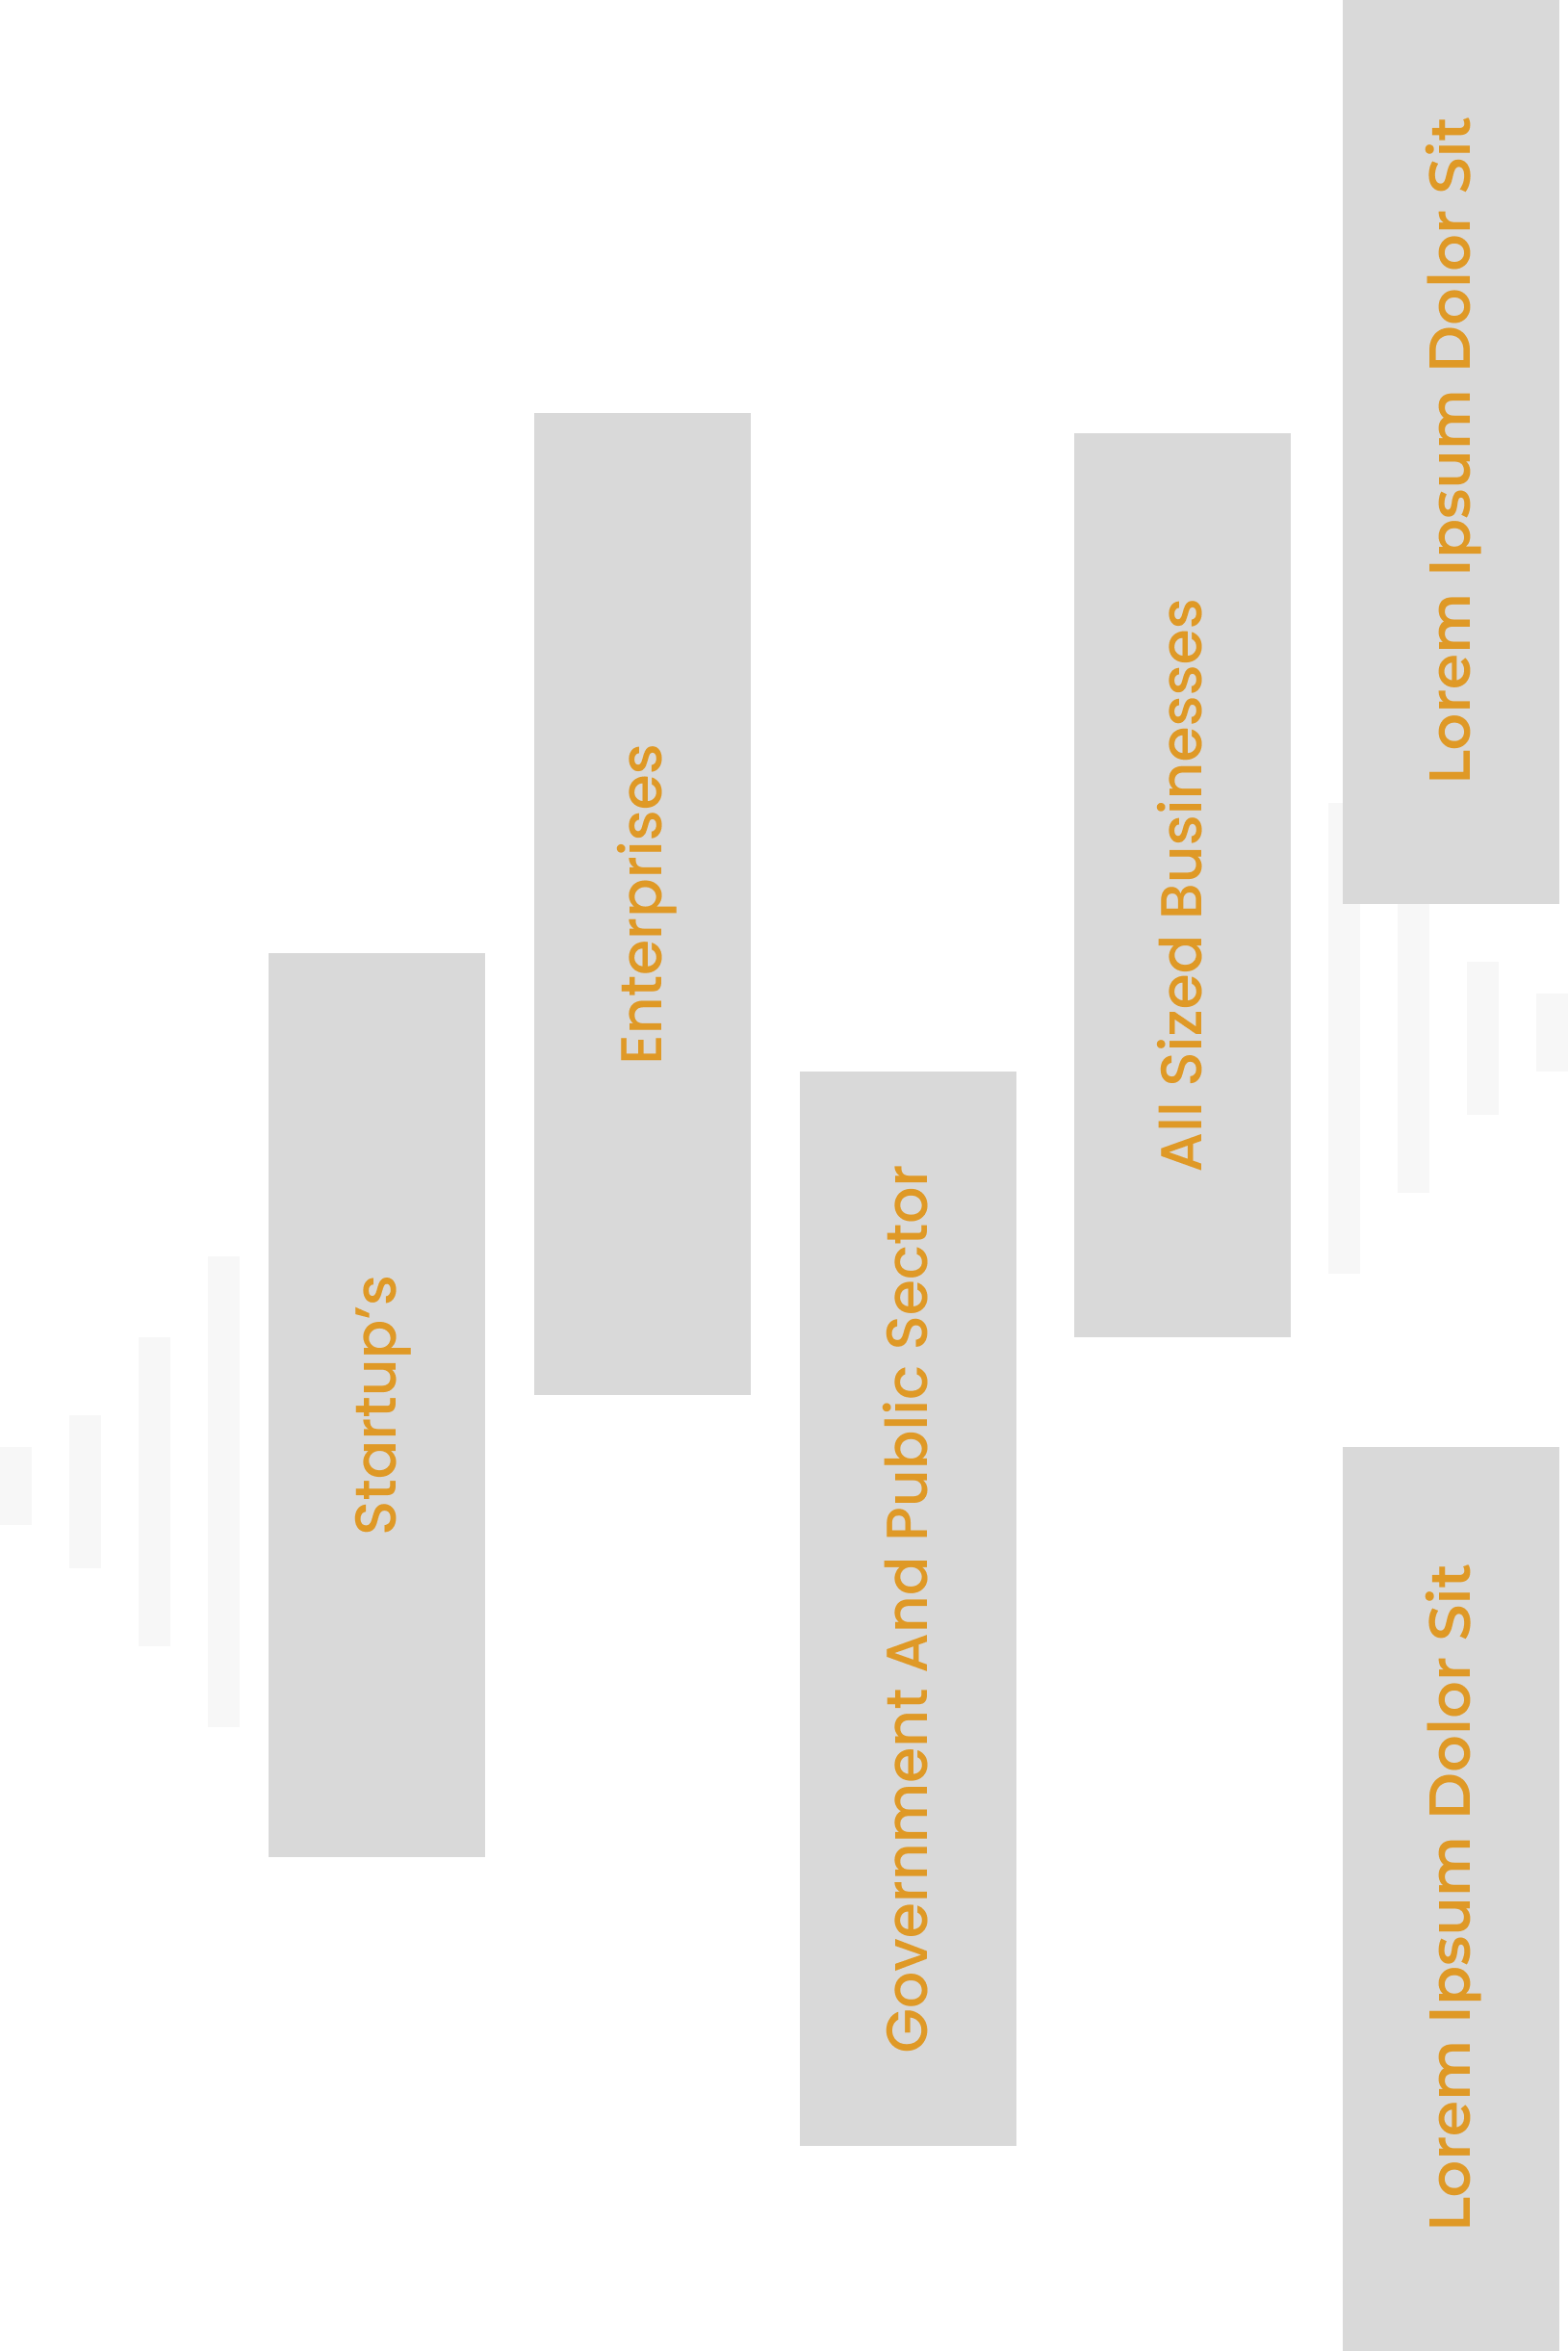 Startup's
Enterprises
Government And Public Sector
All Sized Businesses
Lorem Ipsum Dolor Sit
Lorem Ipsum Dolor Sit